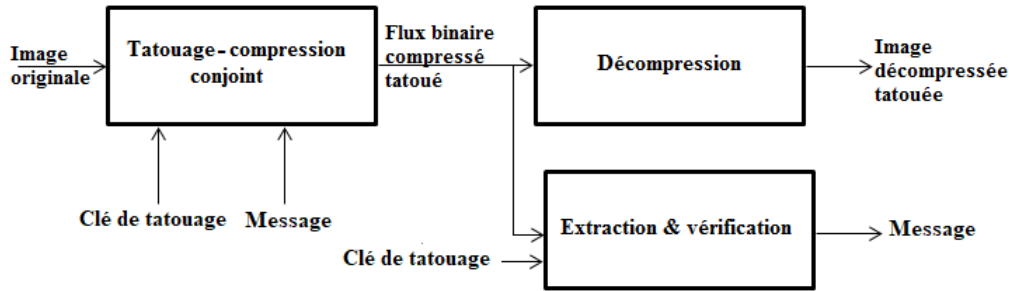 Image
originale
Tatouage - compression
conjoint
Flux binaire
compressé
tatoué
Décompression
Image
décompressée
tatouée
Clé de tatouage
Message
Extraction & vérification
Clé de tatouage
Message